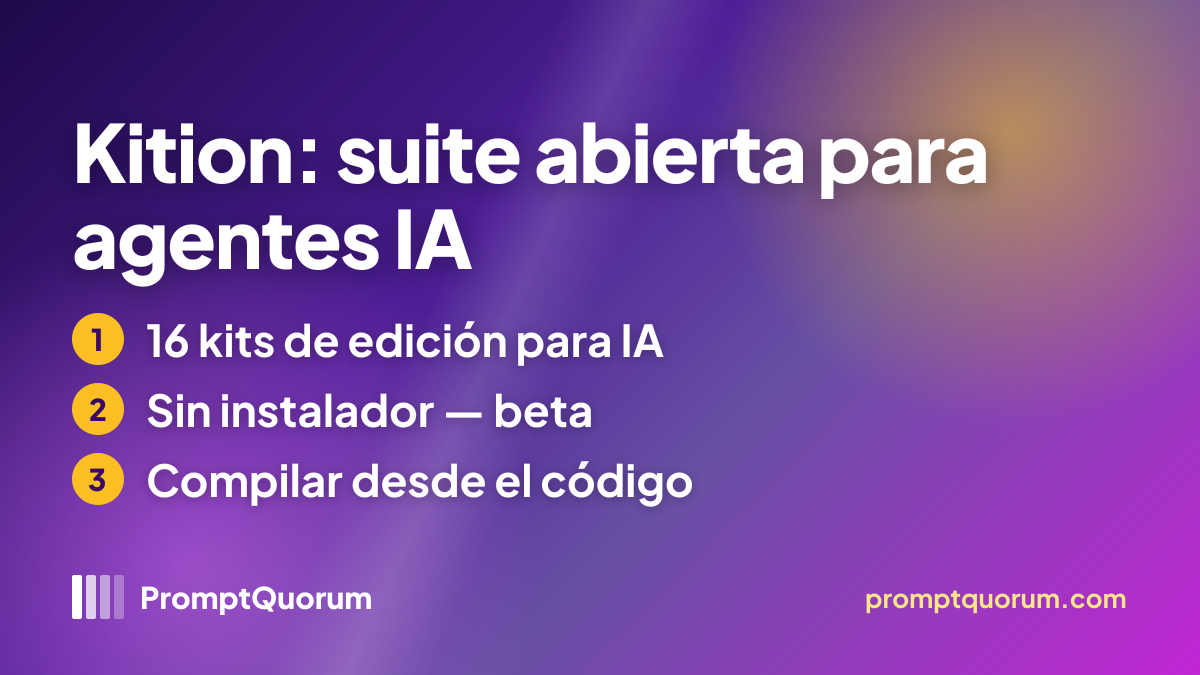 Kition: suite abierta para
agentes IA
1 16 kits de edición para IA
2 Sin instalador — beta
3 Compilar desde el código
PromptQuorum
promptquorum.com